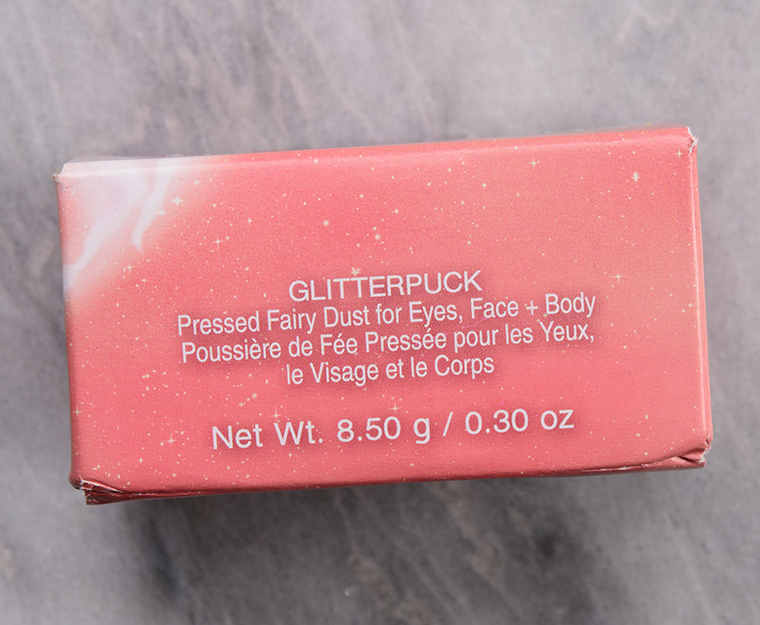 GLITTERPUCK
Pressed Fairy Dust for Eyes, Face + Body
Poussière de Fée Pressée pour les Yeux,
le Visage et le Corps
Net Wt. 8.50 g / 0.30 oz